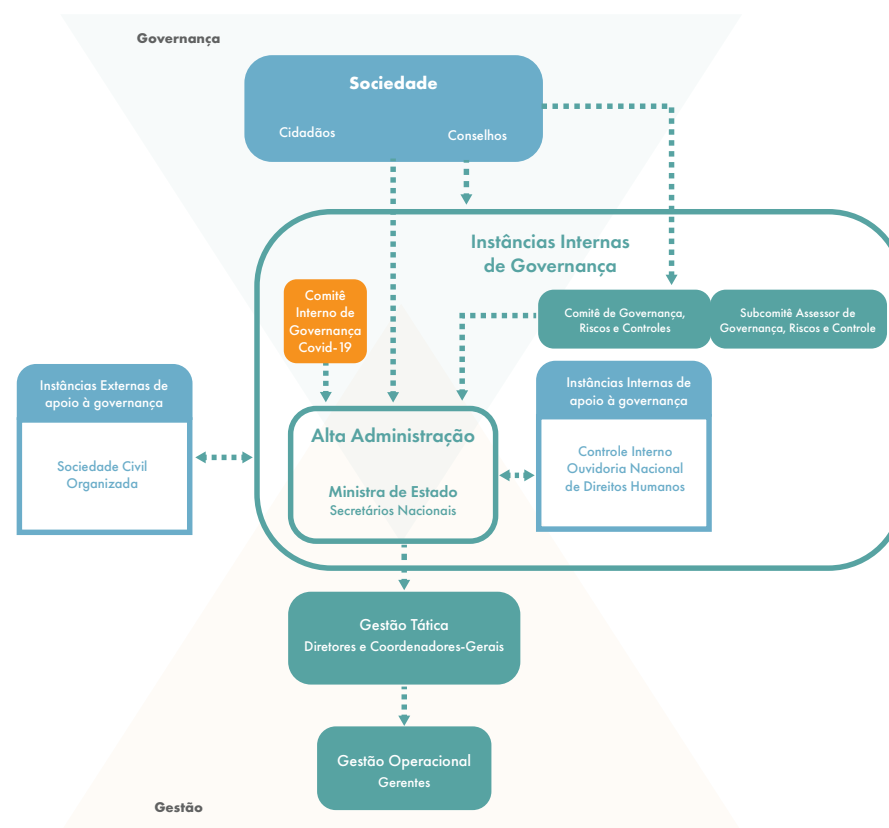 Governança
Sociedade
Cidadãos
Conselhos
Instâncias Internas
de Governança
Comitê
Interno de
Governança
Covid-19
Comitê de Governança,
Riscos e Controles
Subcomitê Assessor de
Governança, Riscos e Controle
Instâncias Externas de
apoio à governança
Sociedade Civil
Organizada
Alta Administração
Ministra de Estado
Secretários Nacionais
Instâncias Internas de
apoio à governança
Controle Interno
Ouvidoria Nacional
de Direitos Humanos
Gestão Tática
Diretores e Coordenadores-Gerais
Gestão Operacional
Gerentes
Gestão